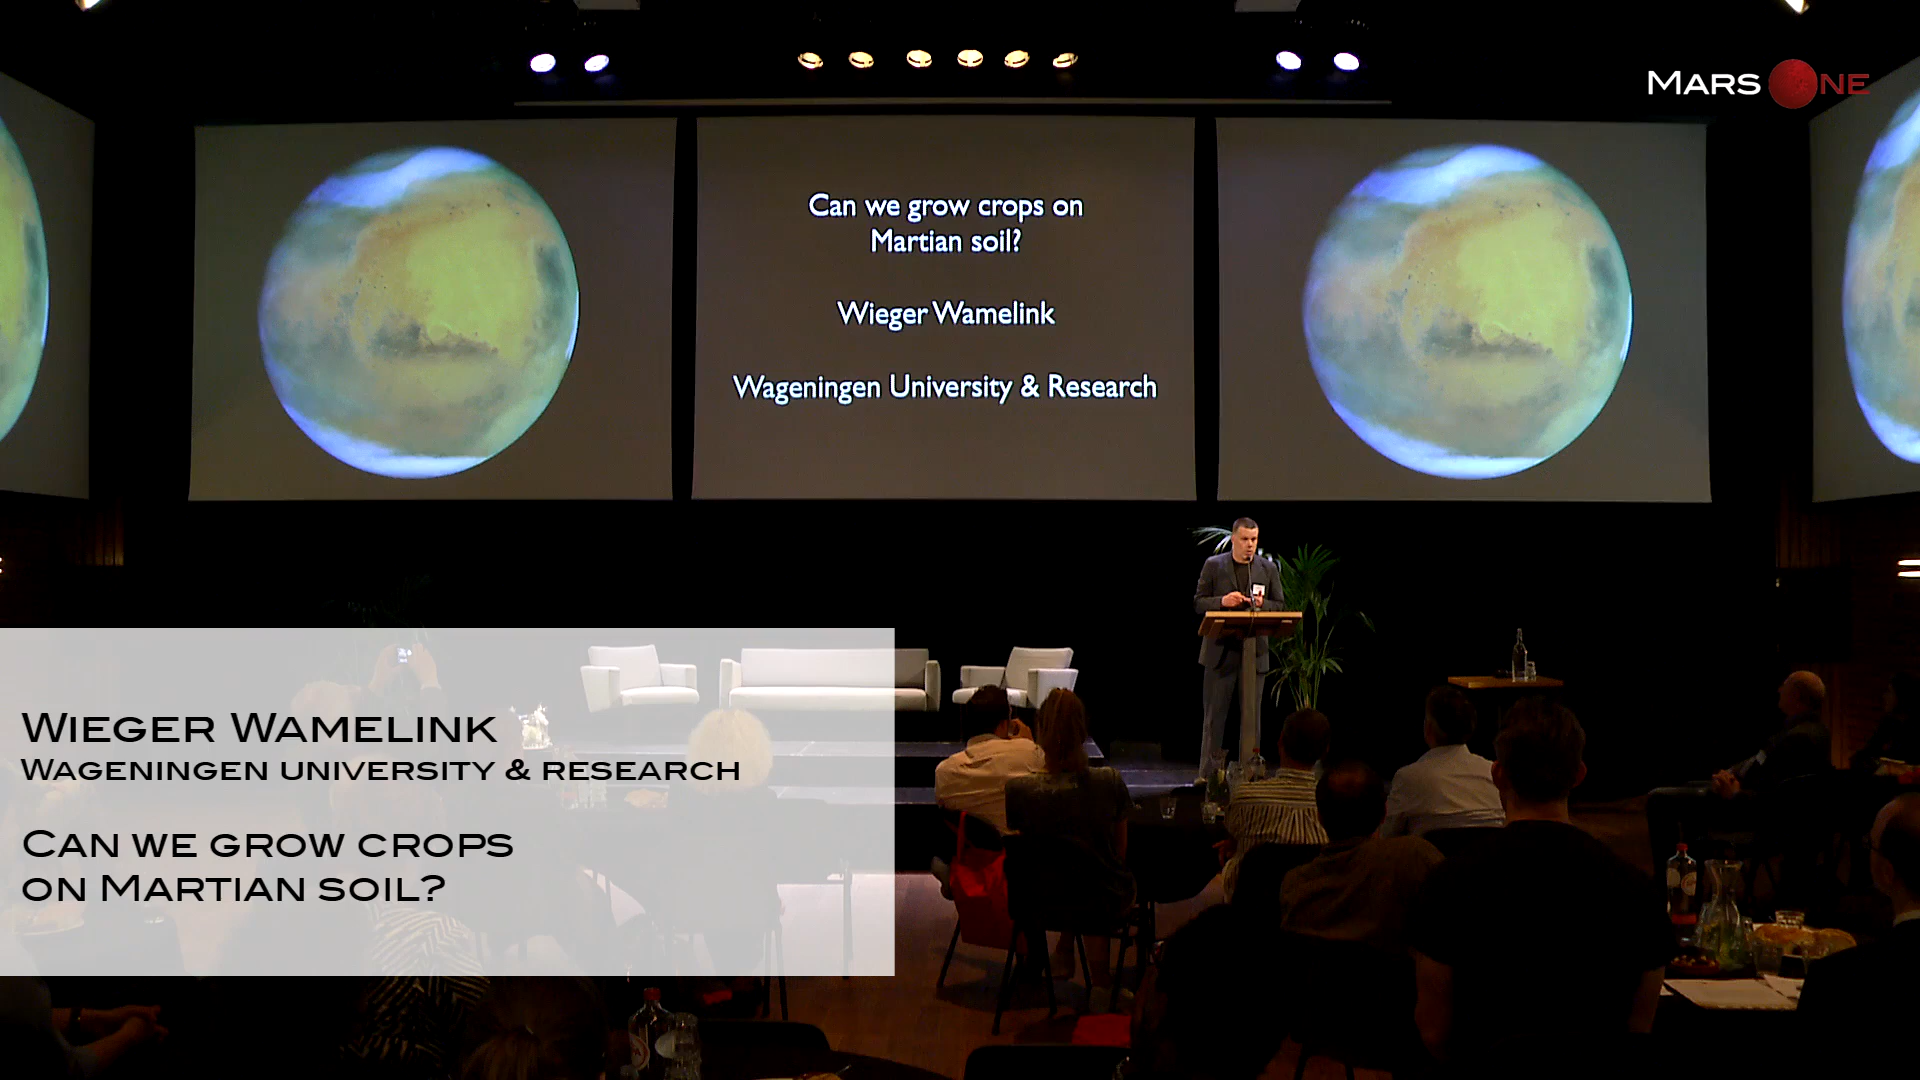 Mars One
Can we grow crops on
Martian soil?
Wieger Wamelink
Wageningen University & Research
Wieger Wamelink
Wageningen University & Research
Can we grow crops
on Martian soil?